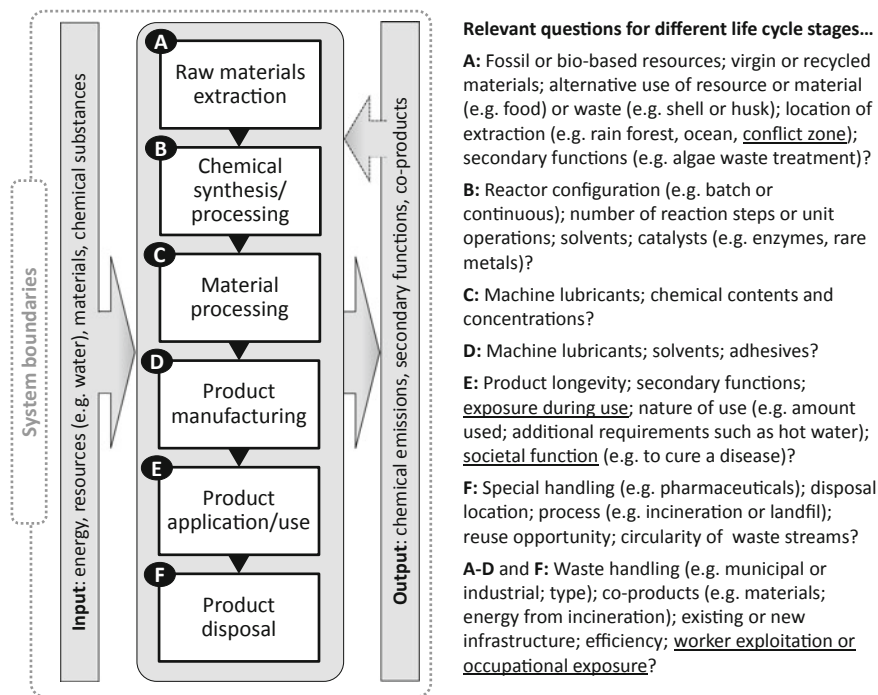 System boundaries
Input: energy, resources (e.g. water), materials, chemical substances
A
Raw materials
extraction
B
Chemical
synthesis/
processing
C
Material
processing
D
Product
manufacturing
E
Product
application/use
F
Product
disposal
Output: chemical emissions, secondary functions, co-products
Relevant questions for different life cycle stages...
A: Fossil or bio-based resources; virgin or recycled
materials; alternative use of resource or material
(e.g. food) or waste (e.g. shell or husk); location of
extraction (e.g. rain forest, ocean, conflict zone);
secondary functions (e.g. algae waste treatment)?
B: Reactor configuration (e.g. batch or
continuous); number of reaction steps or unit
operations; solvents; catalysts (e.g. enzymes, rare
metals)?
C: Machine lubricants; chemical contents and
concentrations?
D: Machine lubricants; solvents; adhesives?
E: Product longevity; secondary functions;
exposure during use; nature of use (e.g. amount
used; additional requirements such as hot water);
societal function (e.g. to cure a disease)?
F: Special handling (e.g. pharmaceuticals); disposal
location; process (e.g. incineration or landfil);
reuse opportunity; circularity of waste streams?
A-D and F: Waste handling (e.g. municipal or
industrial; type); co-products (e.g. materials;
energy from incineration); existing or new
infrastructure; efficiency; worker exploitation or
occupational exposure?